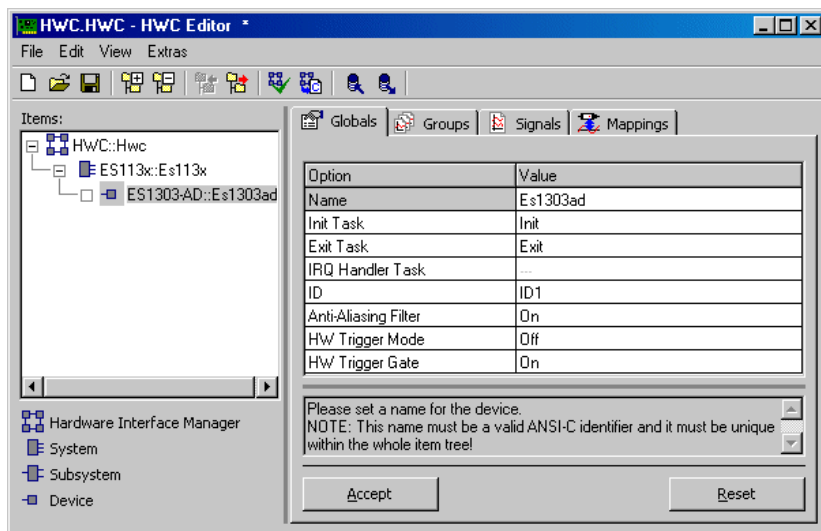 HWC.HWC - HWC Editor *
File Edit View Extras
Items:
HWC::Hwc
ES113x::Es113x
ES1303-AD::Es1303ad
Hardware Interface Manager
System
Subsystem
Device
Globals Groups Signals Mappings
Option Value
Name Es1303ad
Init Task Init
Exit Task Exit
IRQ Handler Task ---
ID ID1
Anti-Aliasing Filter On
HW Trigger Mode Off
HW Trigger Gate On
Please set a name for the device.
NOTE: This name must be a valid ANSI-C identifier and it must be unique
within the whole item tree!
Accept Reset